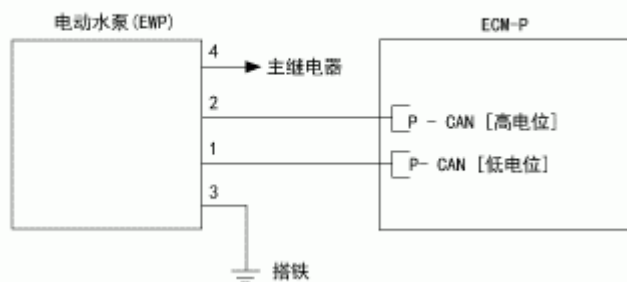 电动水泵(EWP)
ECM-P
4
主继电器
2
P - CAN [高电位]
1
P- CAN [低电位]
3
搭铁